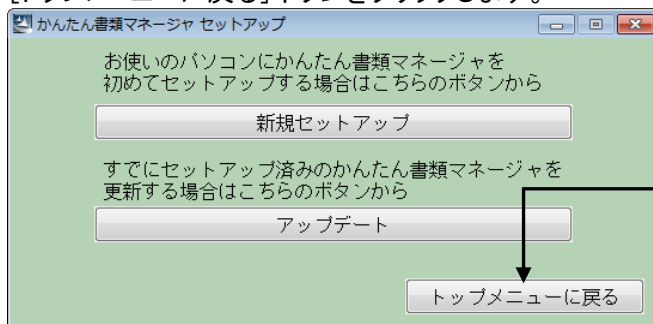 かんたん書類マネージャ セットアップ
お使いのパソコンにかんたん書類マネージャを
初めてセットアップする場合はこちらのボタンから
新規セットアップ
すでにセットアップ済みのかんたん書類マネージャを
更新する場合はこちらのボタンから
アップデート
トップメニューに戻る